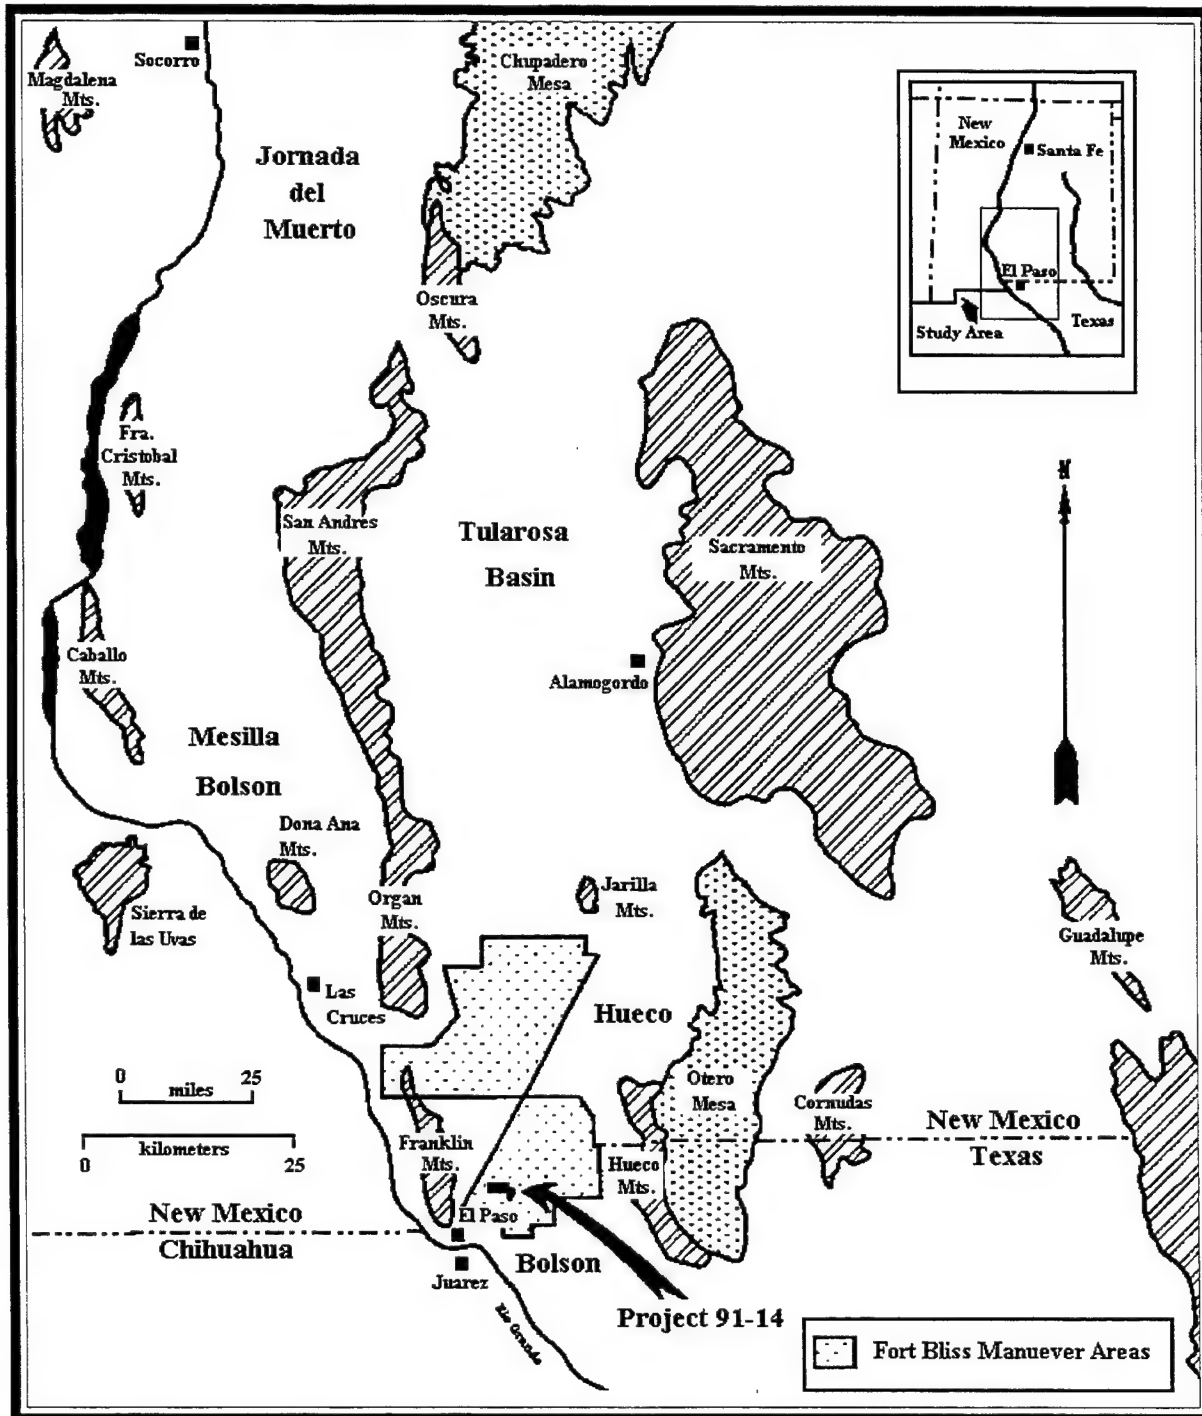 Socorro
Magdalena
Mts.
Chupadero
Mesa
Jornada
del
Muerto
New
Mexico
Santa Fe
El Paso
Texas
Study Area
Oscura
Mts.
Fra.
Cristobal
Mts.
N
San Andres
Mts.
Tularosa
Basin
Sacramento
Mts.
Caballo
Mts.
Alamogordo
Mesilla
Bolson
Dona Ana
Mts.
Organ
Mts.
Jarilla
Mts.
Sierra de
las Uvas
Guadalupe
Mts.
Las
Cruces
Hueco
0 25
miles
kilometers
0 25
Otero
Mesa
Cornudas
Mts.
New Mexico
Texas
Franklin
Mts.
Hueco
Mts.
El Paso
New Mexico
Chihuahua
Juarez
Bolson
Rio Grande
Project 91-14
Fort Bliss Manuever Areas